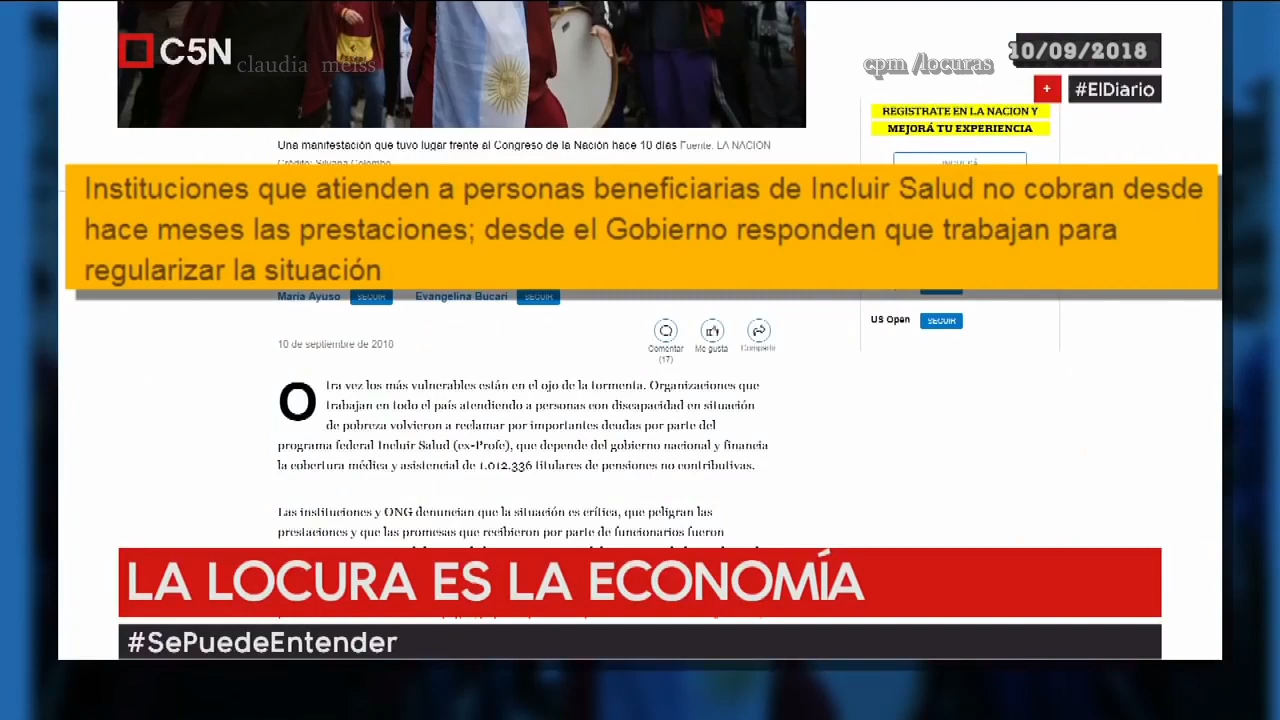 C5N
claudia meiss
cpm /locuras
10/09/2018
+
#ElDiario
REGISTRATE EN LA NACION Y
MEJORÁ TU EXPERIENCIA
Una manifestación que tuvo lugar frente al Congreso de la Nación hace 10 días Fuente: LA NACION
Crédito: Silvana Colombo
Instituciones que atienden a personas beneficiarias de Incluir Salud no cobran desde
hace meses las prestaciones; desde el Gobierno responden que trabajan para
regularizar la situación
María Ayuso SEGUIR Evangelina Bucari SEGUIR
US Open SEGUIR
10 de septiembre de 2018
Comentar Me gusta Compartir
(17)
Otra vez los más vulnerables están en el ojo de la tormenta. Organizaciones que
trabajan en todo el país atendiendo a personas con discapacidad en situación
de pobreza volvieron a reclamar por importantes deudas por parte del
programa federal Incluir Salud (ex-Profe), que depende del gobierno nacional y financia
la cobertura médica y asistencial de 1.012.336 titulares de pensiones no contributivas.
Las instituciones y ONG denuncian que la situación es crítica, que peligran las
prestaciones y que las promesas que recibieron por parte de funcionarios fueron
LA LOCURA ES LA ECONOMÍA
#SePuedeEntender